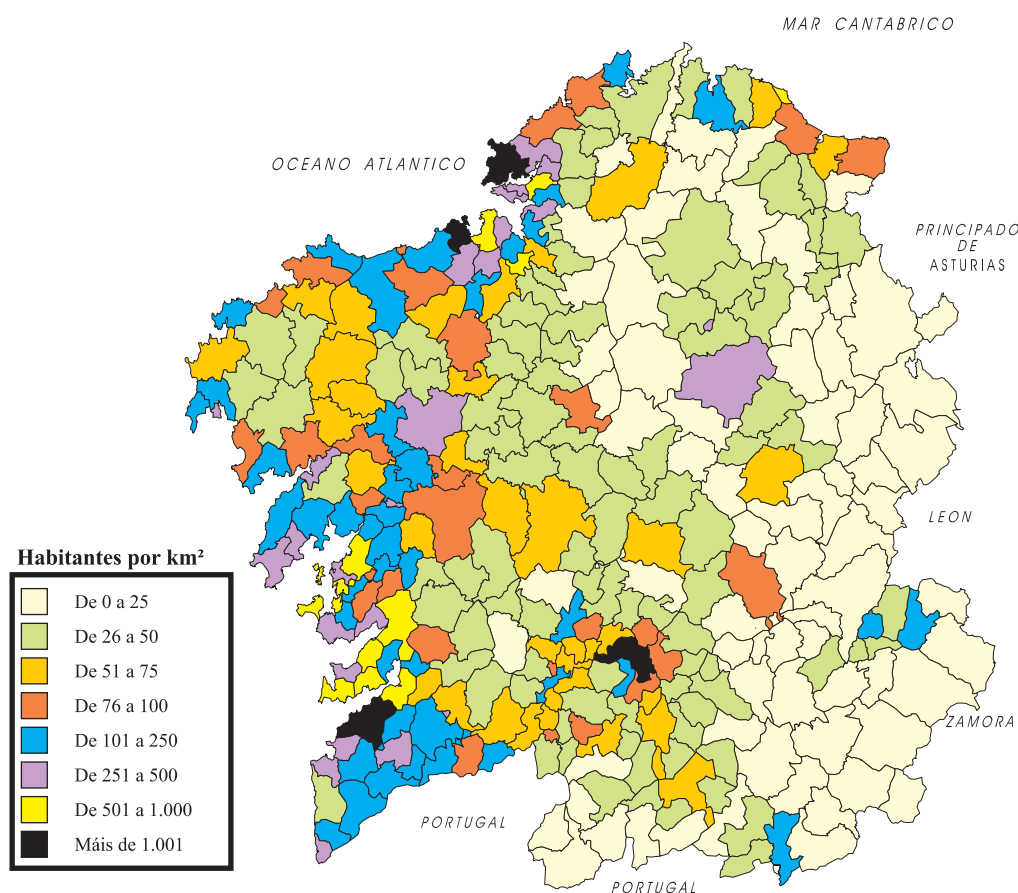 MAR CANTABRICO
OCEANO ATLANTICO
PRINCIPADO
DE
ASTURIAS
LEON
ZAMORA
PORTUGAL
PORTUGAL
Habitantes por km²
De 0 a 25
De 26 a 50
De 51 a 75
De 76 a 100
De 101 a 250
De 251 a 500
De 501 a 1.000
Máis de 1.001